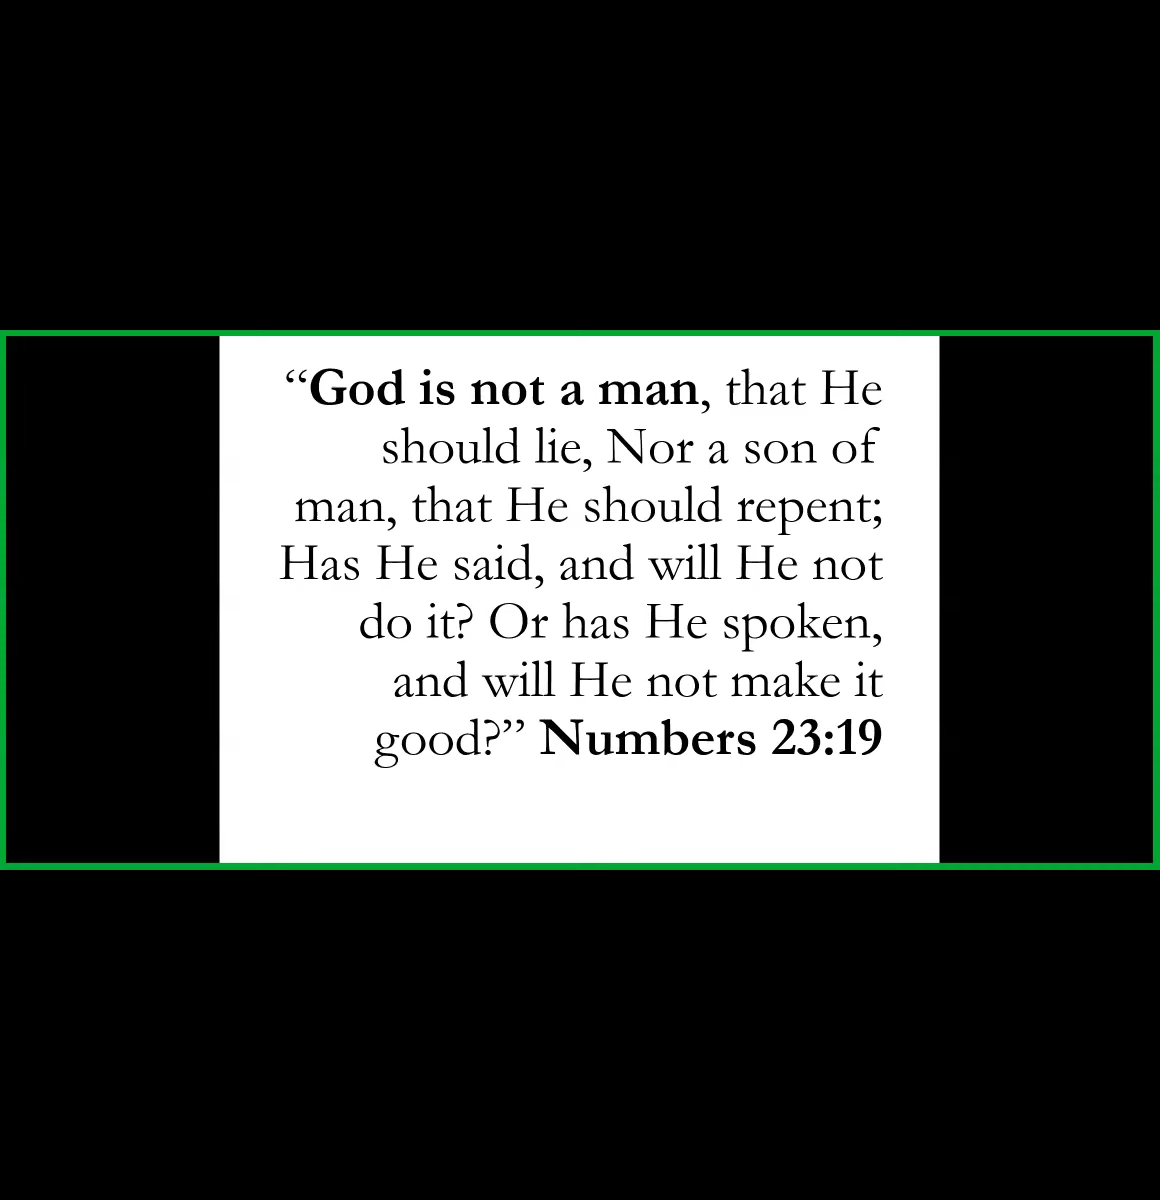 “God is not a man, that He
should lie, Nor a son of
man, that He should repent;
Has He said, and will He not
do it? Or has He spoken,
and will He not make it
good?” Numbers 23:19